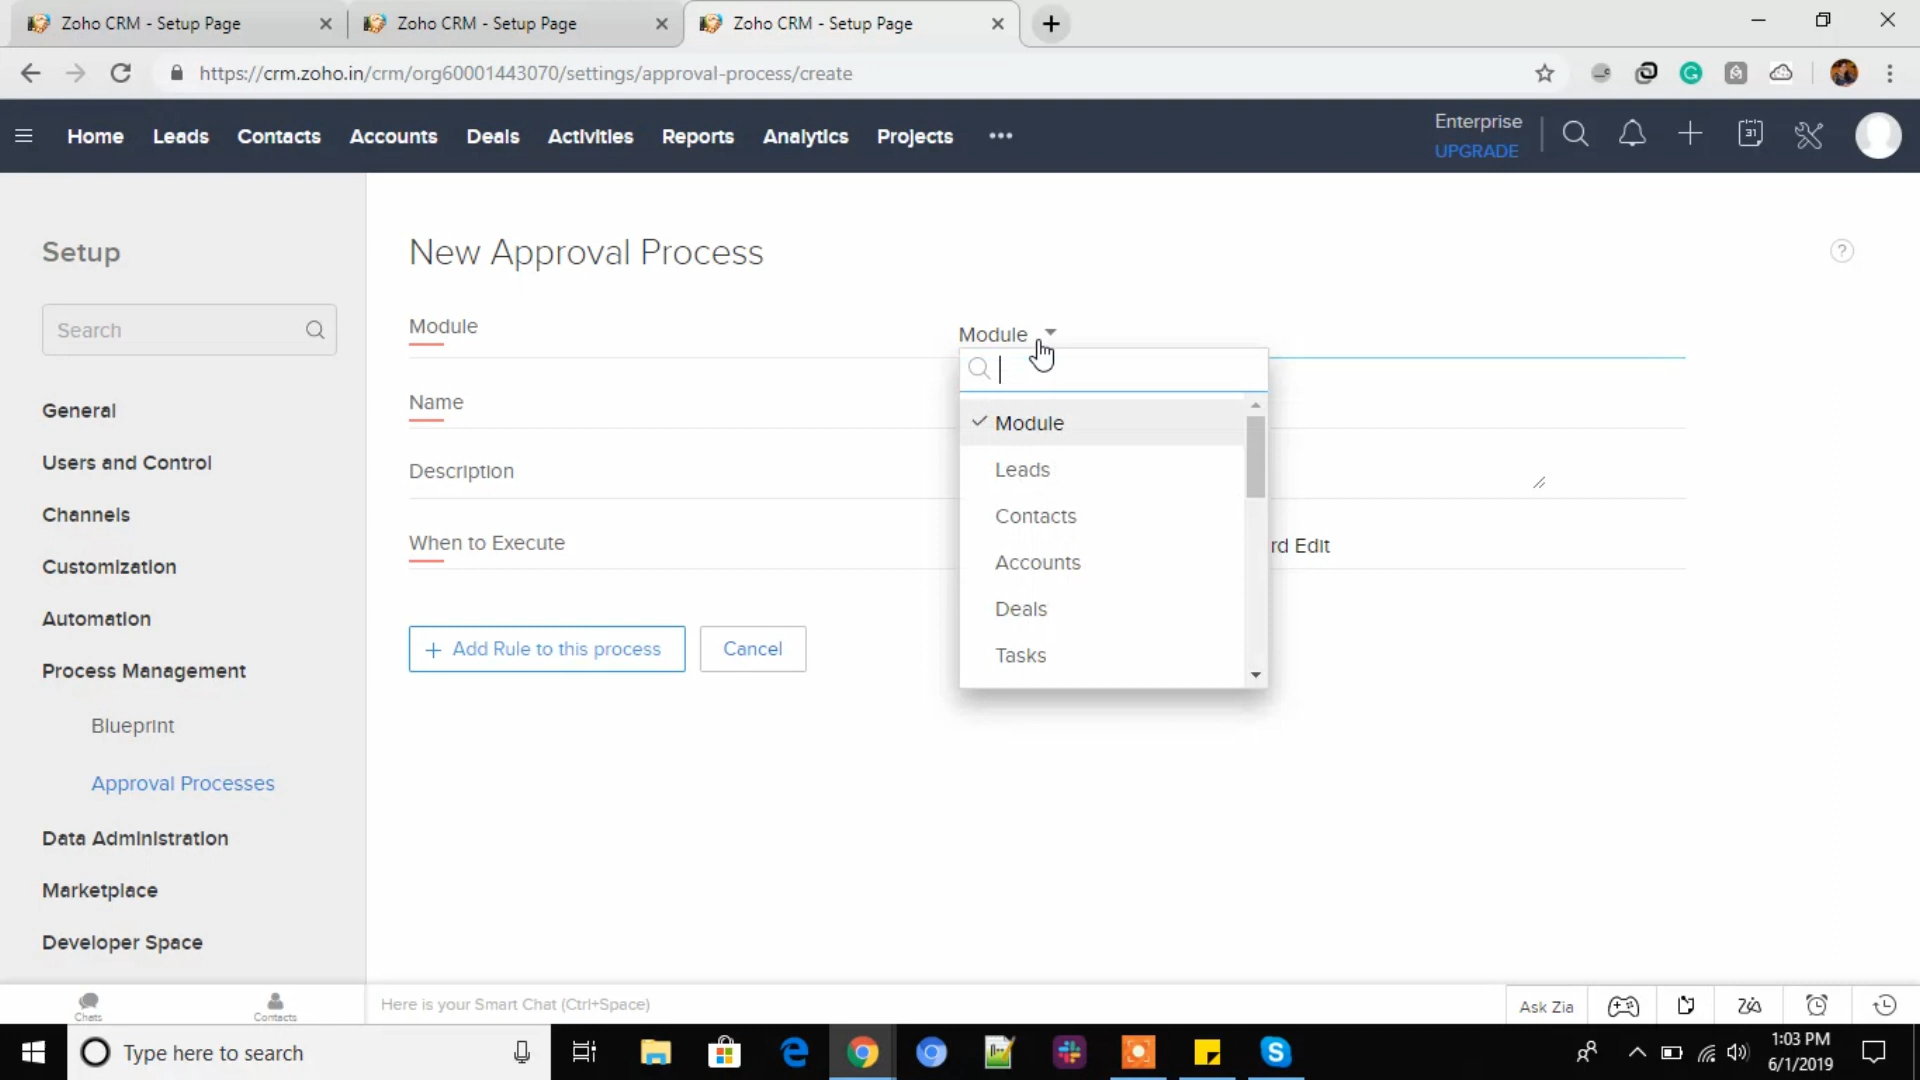 Zoho CRM - Setup Page
Zoho CRM - Setup Page
Zoho CRM - Setup Page
https://crm.zoho.in/crm/org60001443070/settings/approval-process/create
Home Leads Contacts Accounts Deals Activities Reports Analytics Projects
Enterprise
UPGRADE
31
Setup
Search
General
Users and Control
Channels
Customization
Automation
Process Management
Blueprint
Approval Processes
Data Administration
Marketplace
Developer Space
New Approval Process
?
Module
Module
Name
Description
When to Execute
rd Edit
Module
Leads
Contacts
Accounts
Deals
Tasks
+ Add Rule to this process
Cancel
Chats
Contacts
Here is your Smart Chat (Ctrl+Space)
Ask Zia
Type here to search
1:03 PM
6/1/2019